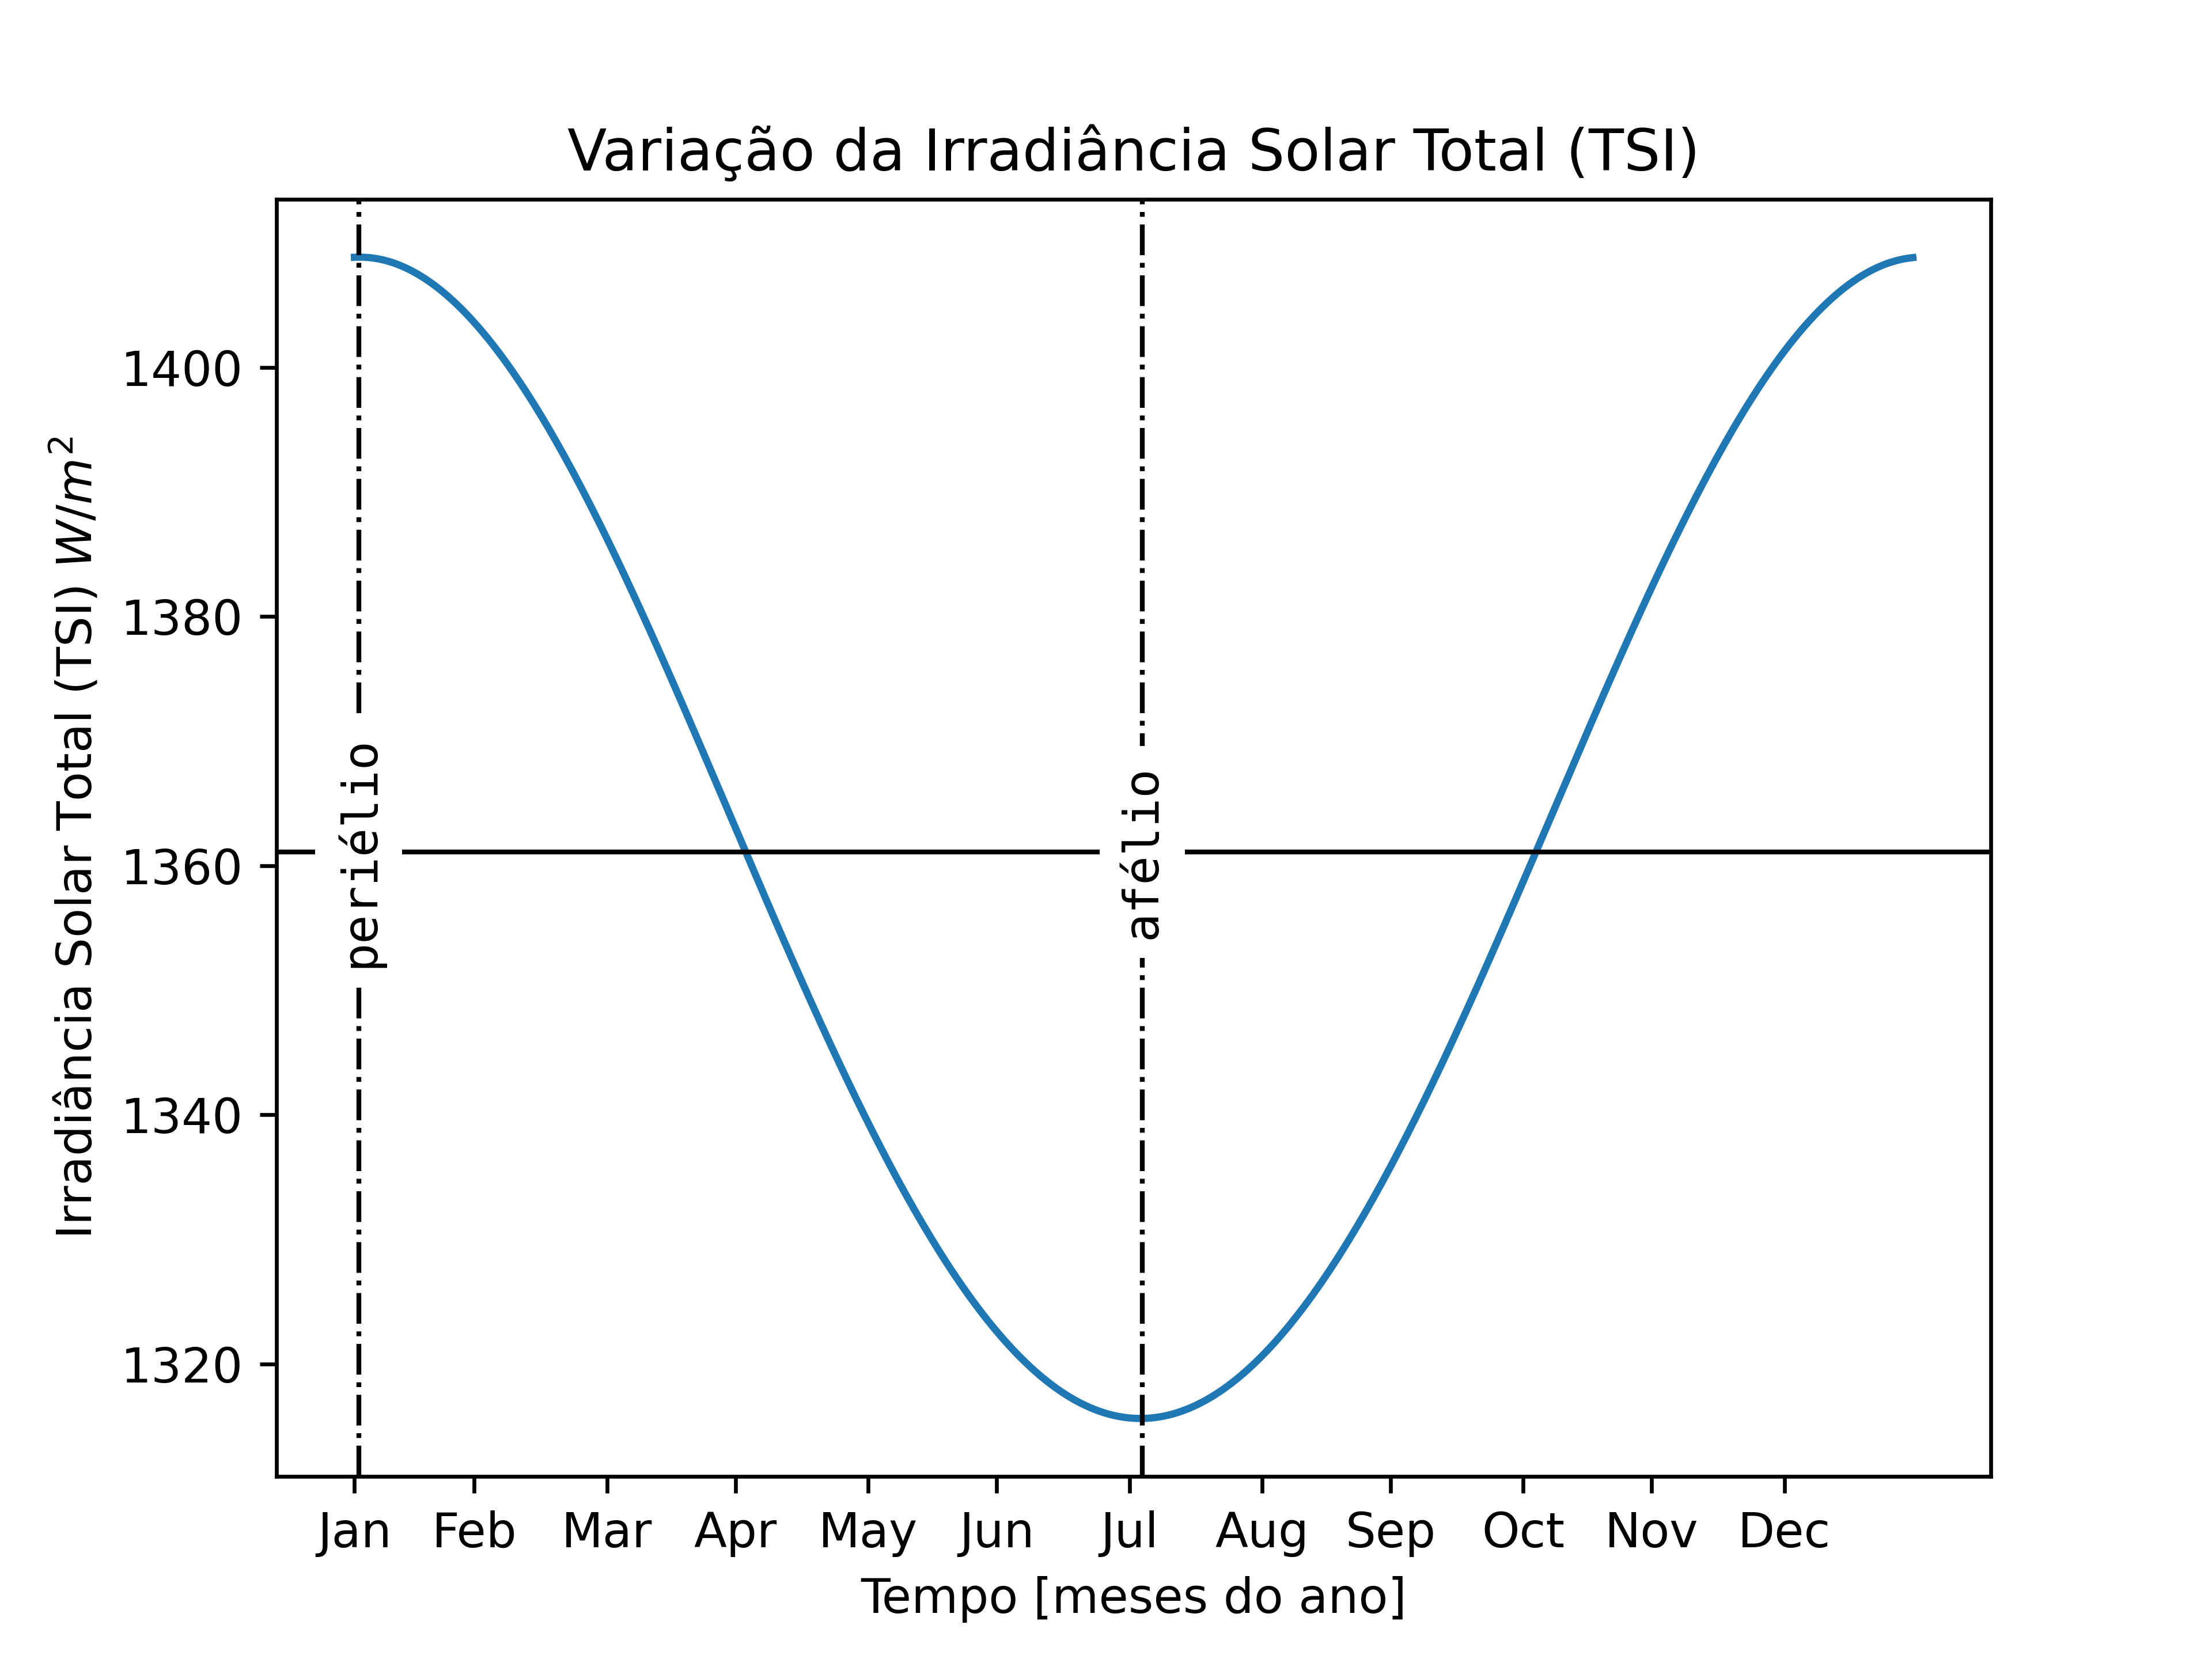 Variação da Irradiância Solar Total (TSI)
Irradiância Solar Total (TSI) W/m²
1400
1380
1360
1340
1320
periélio
afélio
Jan Feb Mar Apr May Jun Jul Aug Sep Oct Nov Dec
Tempo [meses do ano]